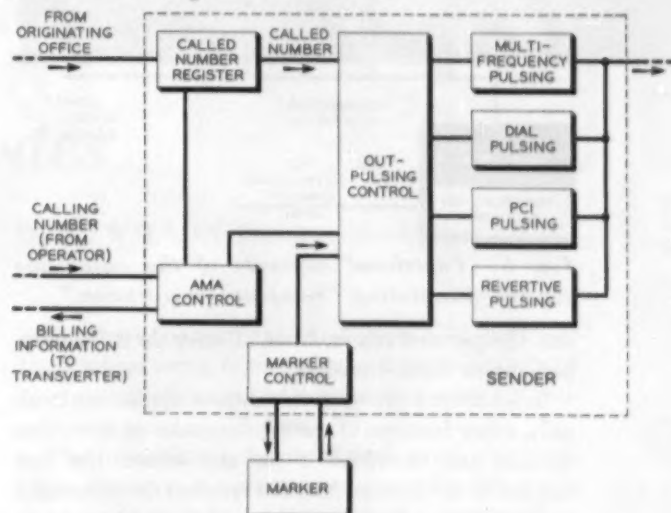 FROM
ORIGINATING
OFFICE
CALLED
NUMBER
REGISTER
CALLED
NUMBER
MULTI-
FREQUENCY
PULSING
DIAL
PULSING
OUT-
PULSING
CONTROL
PCI
PULSING
REVERTIVE
PULSING
CALLING
NUMBER
(FROM
OPERATOR)
AMA
CONTROL
BILLING
INFORMATION
(TO
TRANSVERTER)
MARKER
CONTROL
SENDER
MARKER